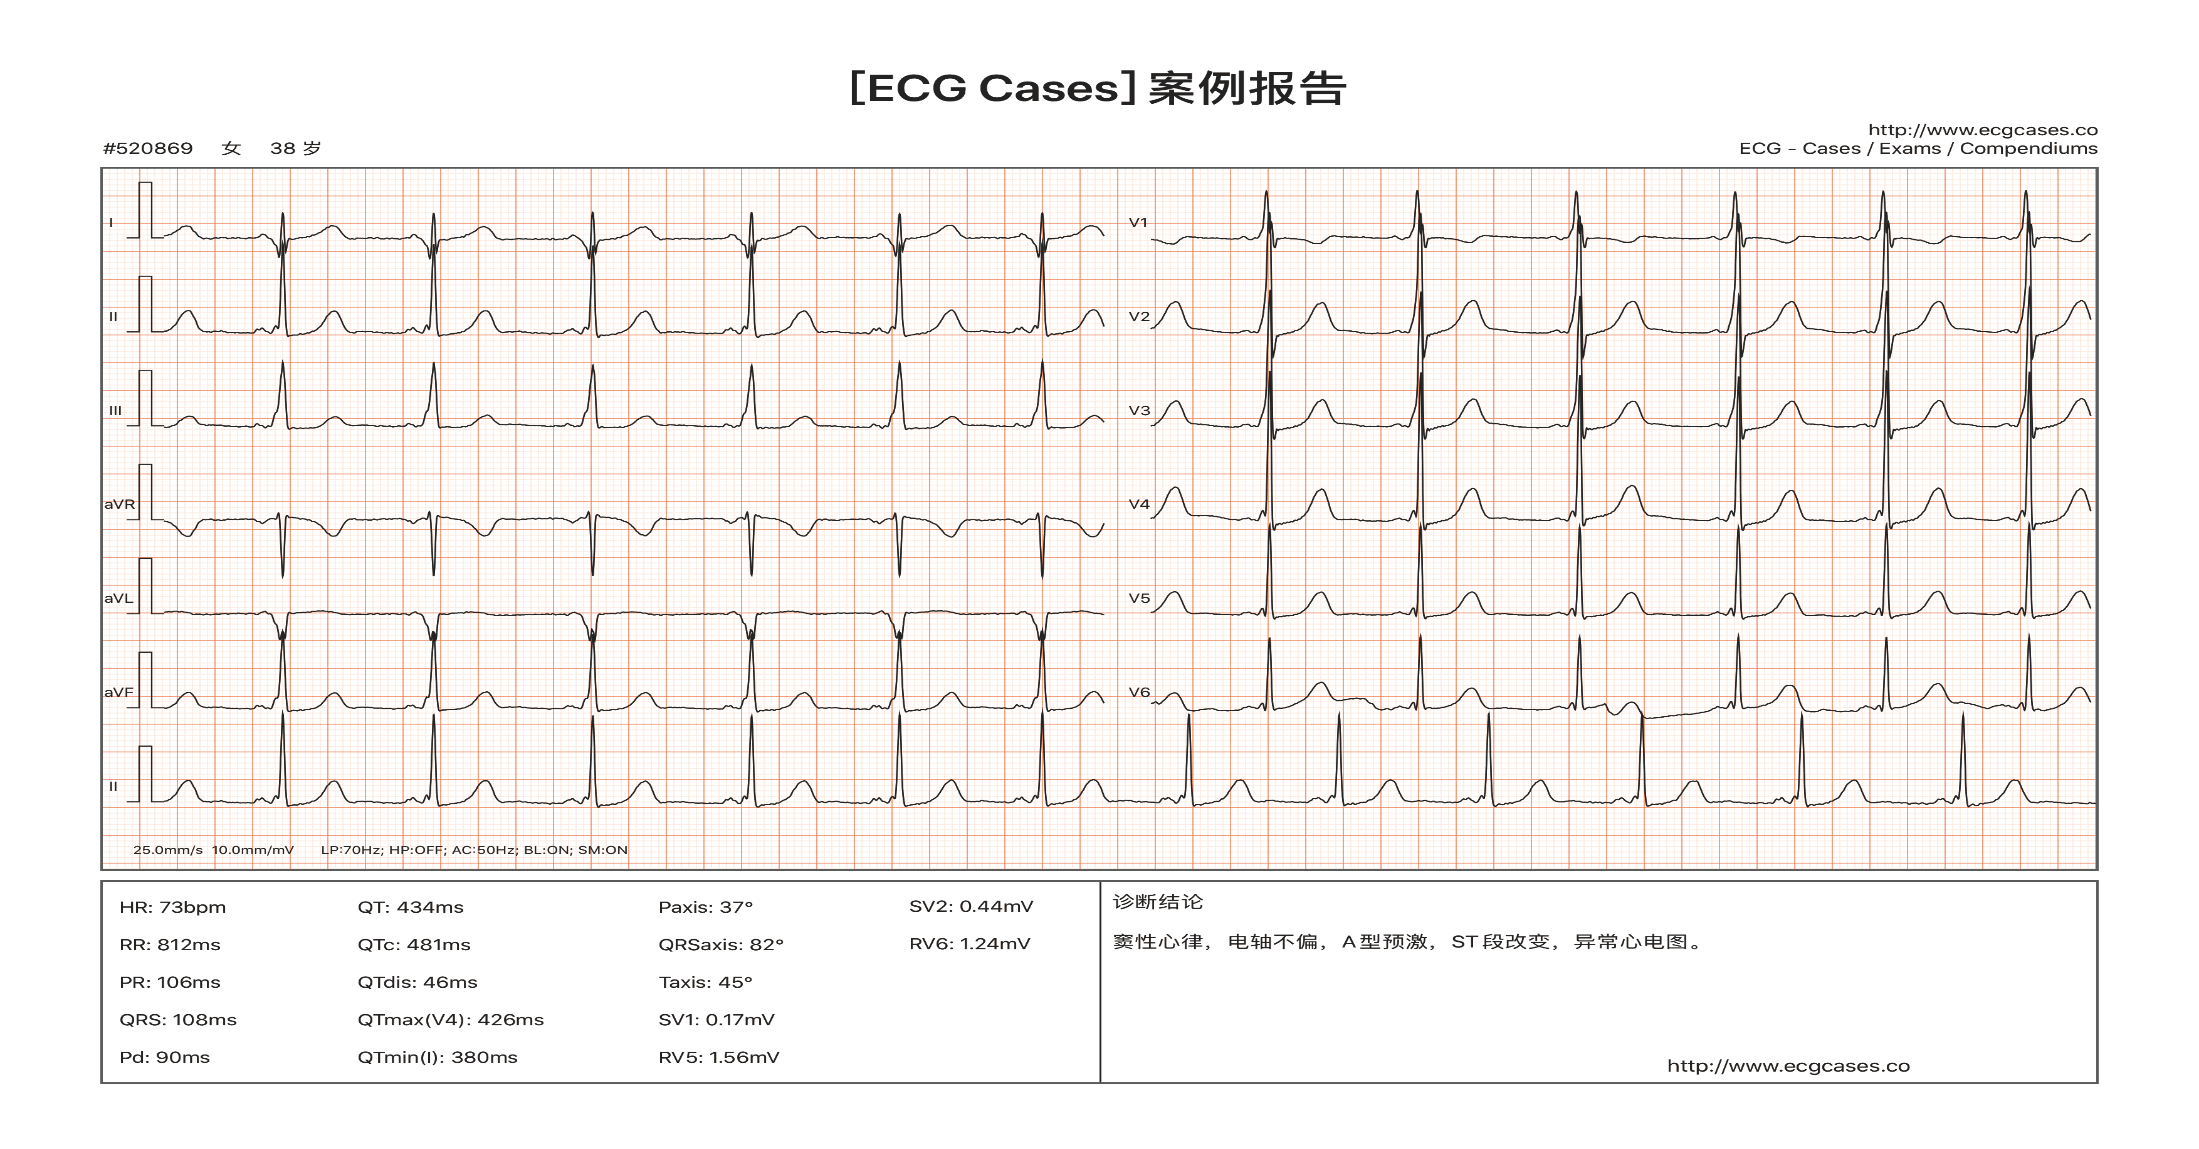 [ECG Cases] 案例报告
http://www.ecgcases.co
#520869 女 38 岁
ECG - Cases / Exams / Compendiums
I
V1
II
V2
III
V3
aVR
V4
aVL
V5
aVF
V6
II
25.0mm/s 10.0mm/mV LP:70Hz; HP:OFF; AC:50Hz; BL:ON; SM:ON
HR: 73bpm
QT: 434ms
Paxis: 37°
SV2: 0.44mV
RR: 812ms
QTc: 481ms
QRSaxis: 82°
RV6: 1.24mV
PR: 106ms
QTdis: 46ms
Taxis: 45°
QRS: 108ms
QTmax(V4): 426ms
SV1: 0.17mV
Pd: 90ms
QTmin(I): 380ms
RV5: 1.56mV
诊断结论
窦性心律，电轴不偏，A型预激，ST段改变，异常心电图。
http://www.ecgcases.co